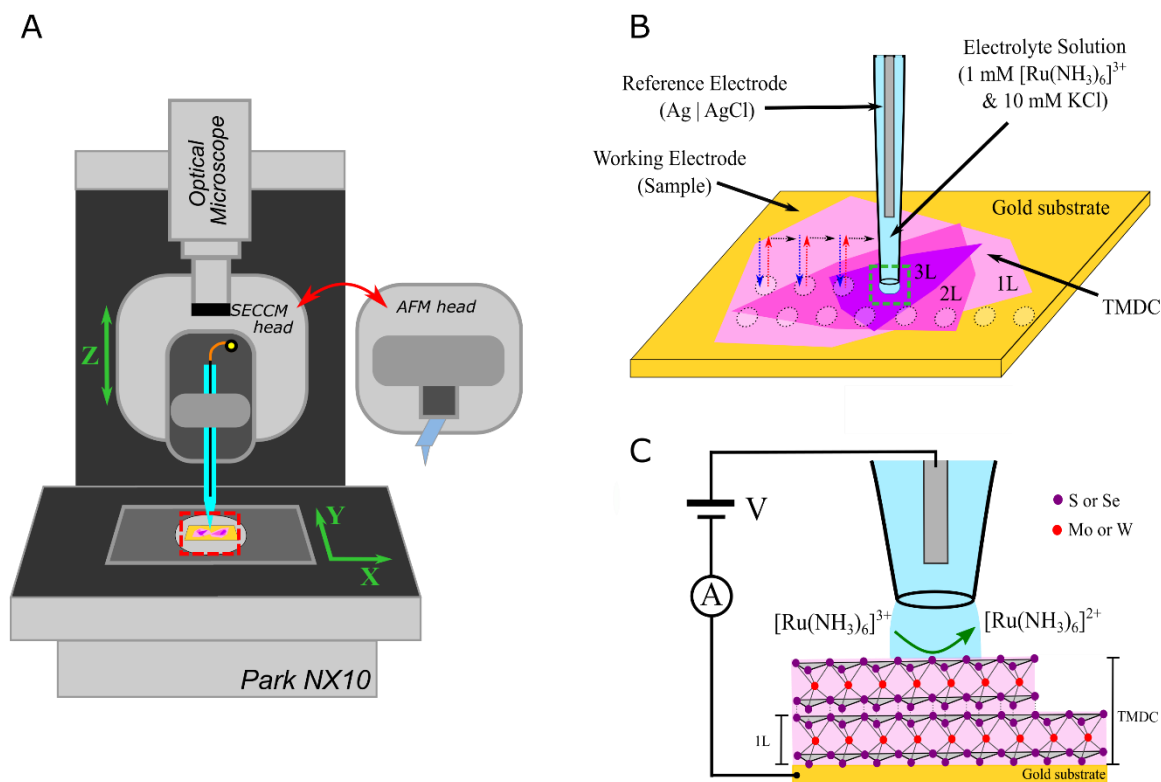 A
Optical
Microscope
SECCM
head
AFM head
Z
Y
X
Park NX10
B
Electrolyte Solution
(1 mM [Ru(NH₃)₆]³⁺
& 10 mM KCl)
Reference Electrode
(Ag | AgCl)
Working Electrode
(Sample)
Gold substrate
3L
2L
1L
TMDC
C
V
A
S or Se
Mo or W
[Ru(NH₃)₆]³⁺
[Ru(NH₃)₆]²⁺
1L
TMDC
Gold substrate